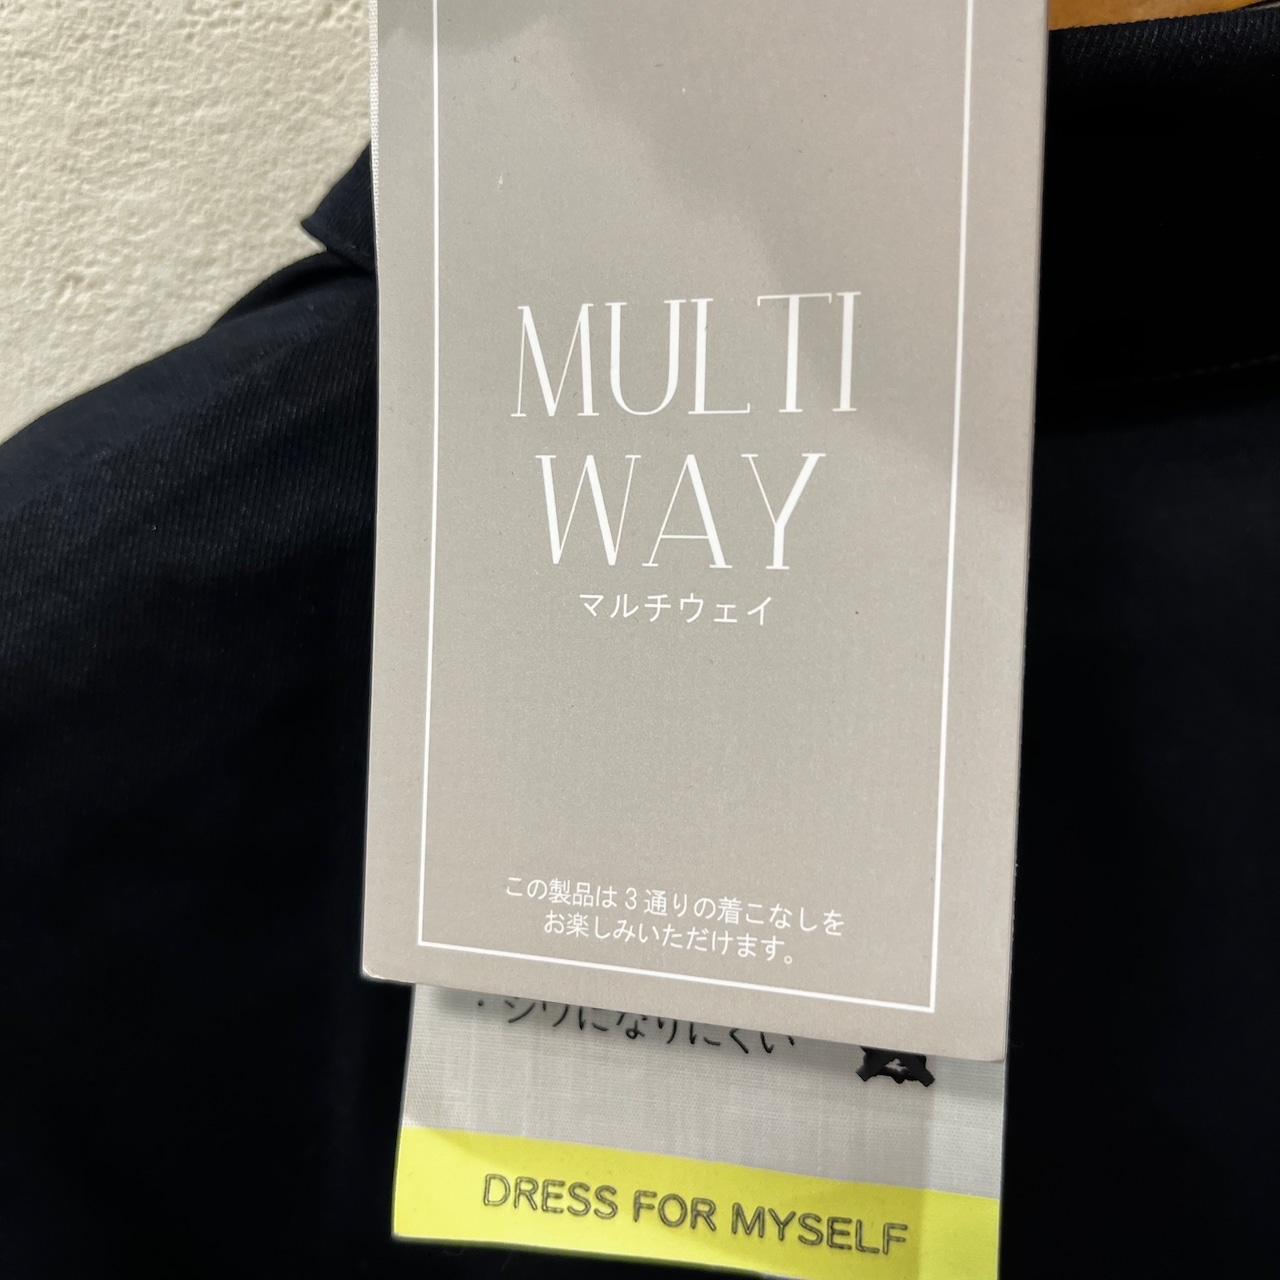 MULTI
WAY
マルチウェイ
この製品は3通りの着こなしを
お楽しみいただけます。
・シワになりにくい
DRESS FOR MYSELF